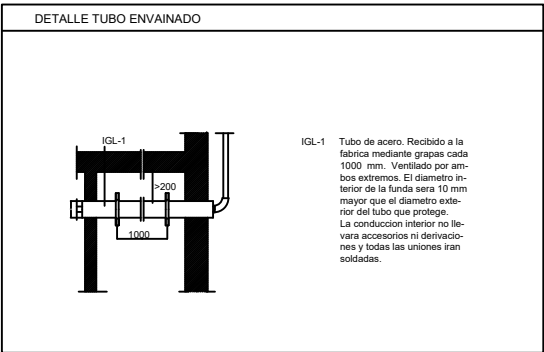 DETALLE TUBO ENVAINADO
IGL-1
>200
1000
IGL-1 Tubo de acero. Recibido a la
fabrica mediante grapas cada
1000 mm. Ventilado por am-
bos extremos. El diametro in-
terior de la funda sera 10 mm
mayor que el diametro exte-
rior del tubo que protege.
La conduccion interior no lle-
vara accesorios ni derivacio-
nes y todas las uniones iran
soldadas.